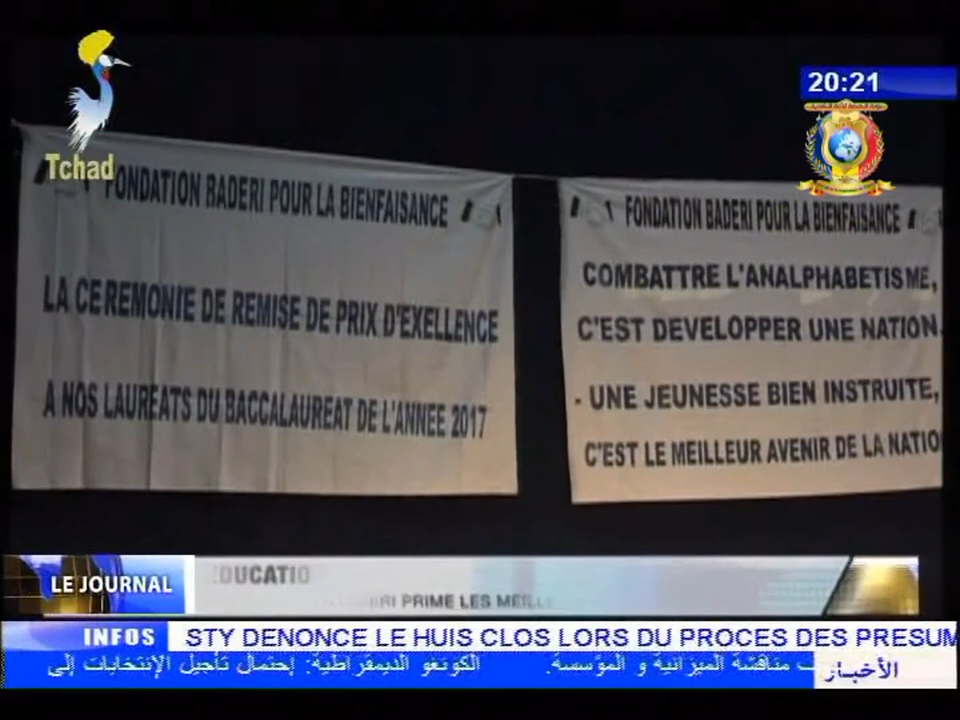 Tchad
20:21
FONDATION BADERI POUR LA BIENFAISANCE
LA CEREMONIE DE REMISE DE PRIX D'EXELLENCE
A NOS LAUREATS DU BACCALAUREAT DE L'ANNEE 2017
FONDATION BADERI POUR LA BIENFAISANCE
COMBATTRE L'ANALPHABETISME,
C'EST DEVELOPPER UNE NATION.
- UNE JEUNESSE BIEN INSTRUITE,
C'EST LE MEILLEUR AVENIR DE LA NATIO
LE JOURNAL
EDUCATIO
PRIME LES MEILL
INFOS
STY DENONCE LE HUIS CLOS LORS DU PROCES DES PRESUM
الأخبار
مناقشة الميزانية و المؤسسة. الكونغو الديمقراطية: إحتمال تأجيل الإنتخابات إلى